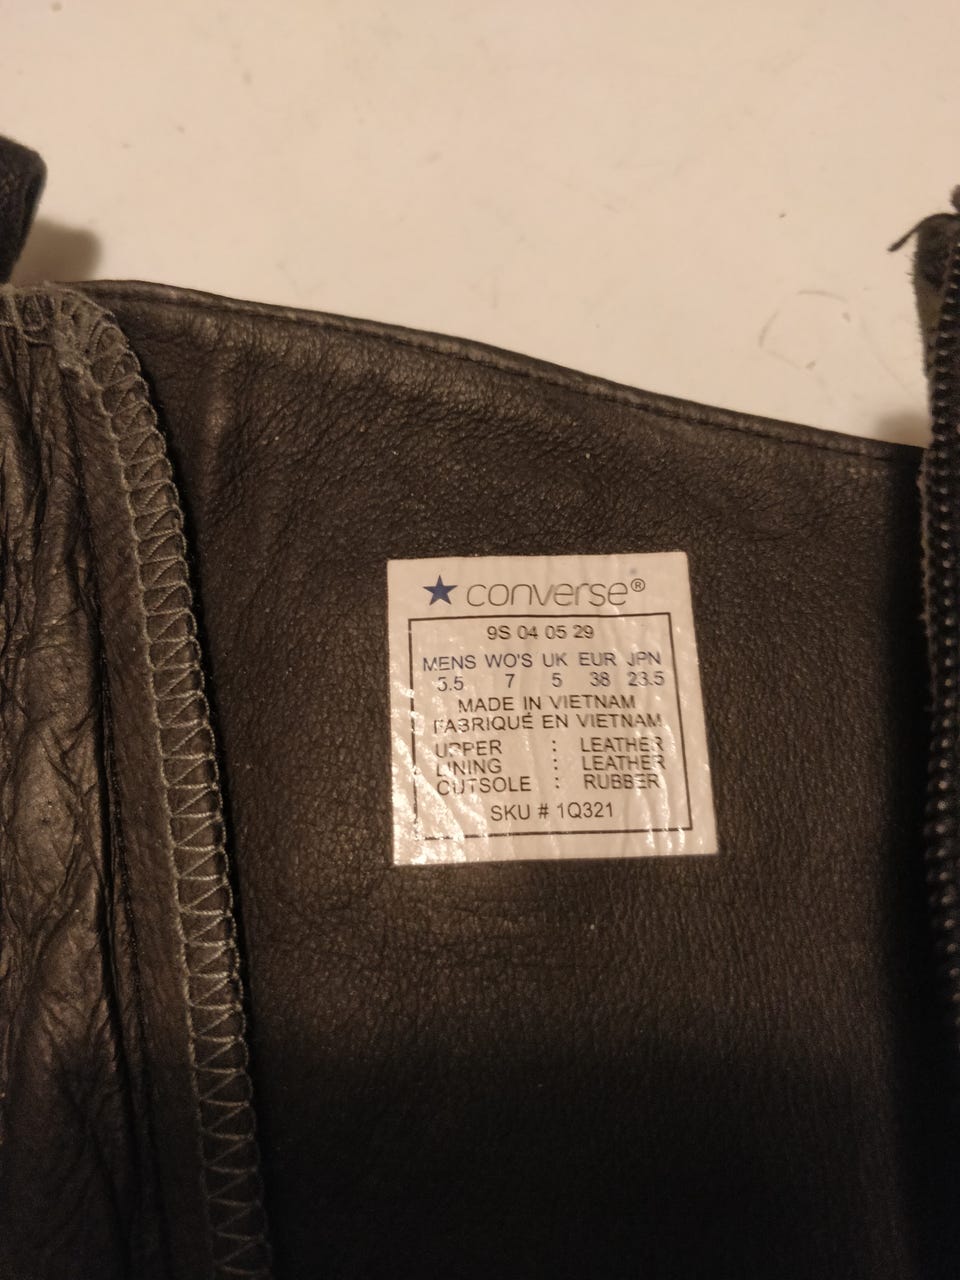 ★ converse®
9S 04 05 29
MENS WO'S UK EUR JPN
5.5 7 5 38 23.5
MADE IN VIETNAM
FABRIQUÉ EN VIETNAM
UPPER : LEATHER
LINING : LEATHER
OUTSOLE : RUBBER
SKU # 1Q321